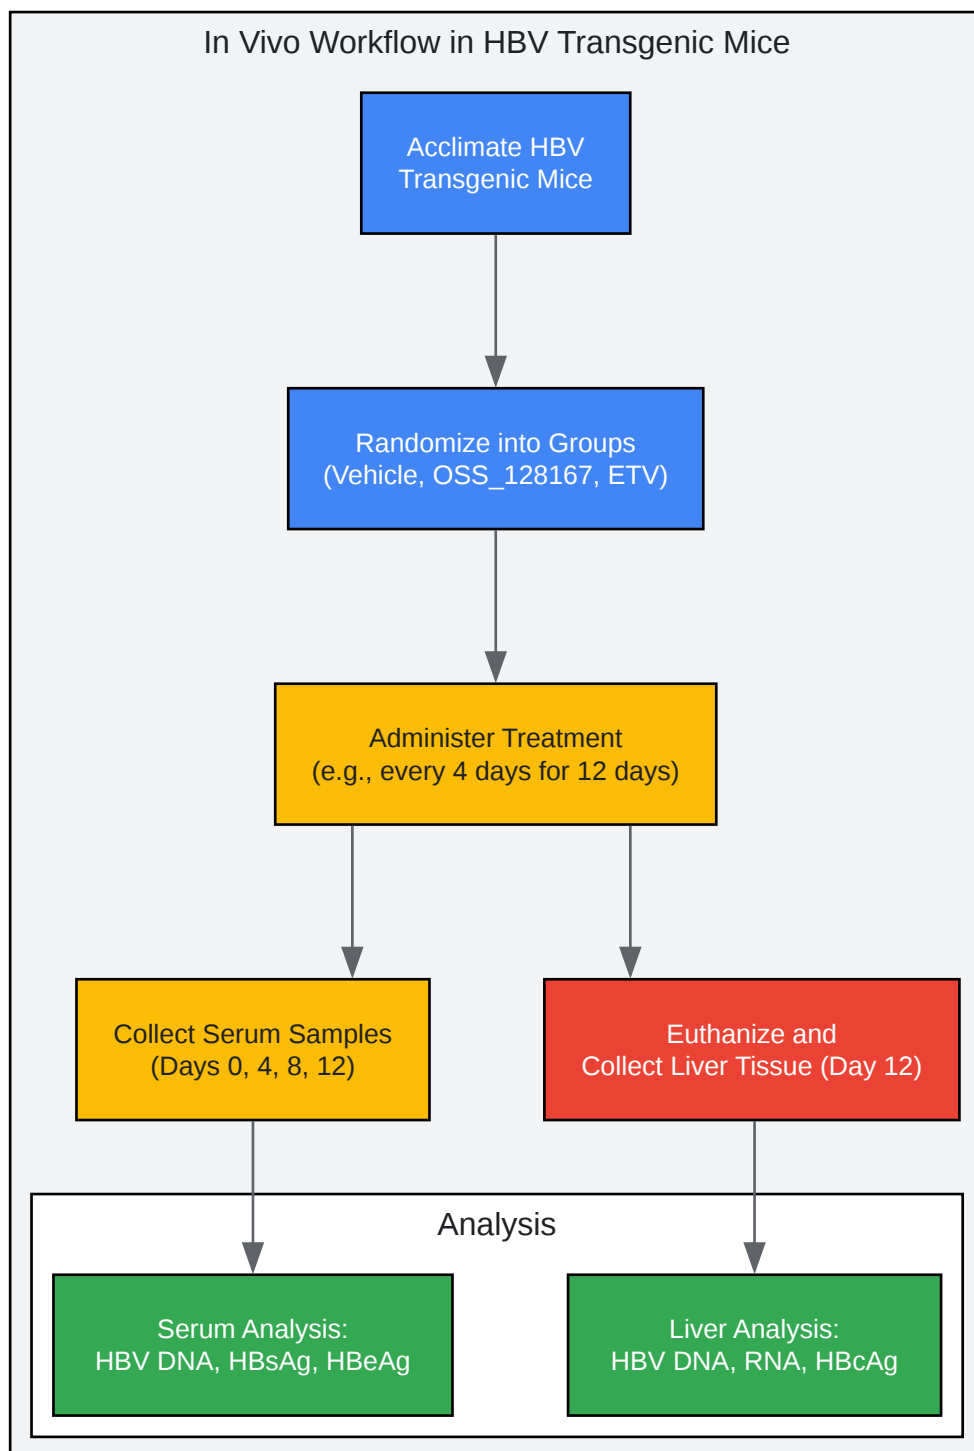 In Vivo Workflow in HBV Transgenic Mice
Acclimate HBV
Transgenic Mice
Randomize into Groups
(Vehicle, OSS_128167, ETV)
Administer Treatment
(e.g., every 4 days for 12 days)
Collect Serum Samples
(Days 0, 4, 8, 12)
Euthanize and
Collect Liver Tissue (Day 12)
Analysis
Serum Analysis:
HBV DNA, HBsAg, HBeAg
Liver Analysis:
HBV DNA, RNA, HBcAg